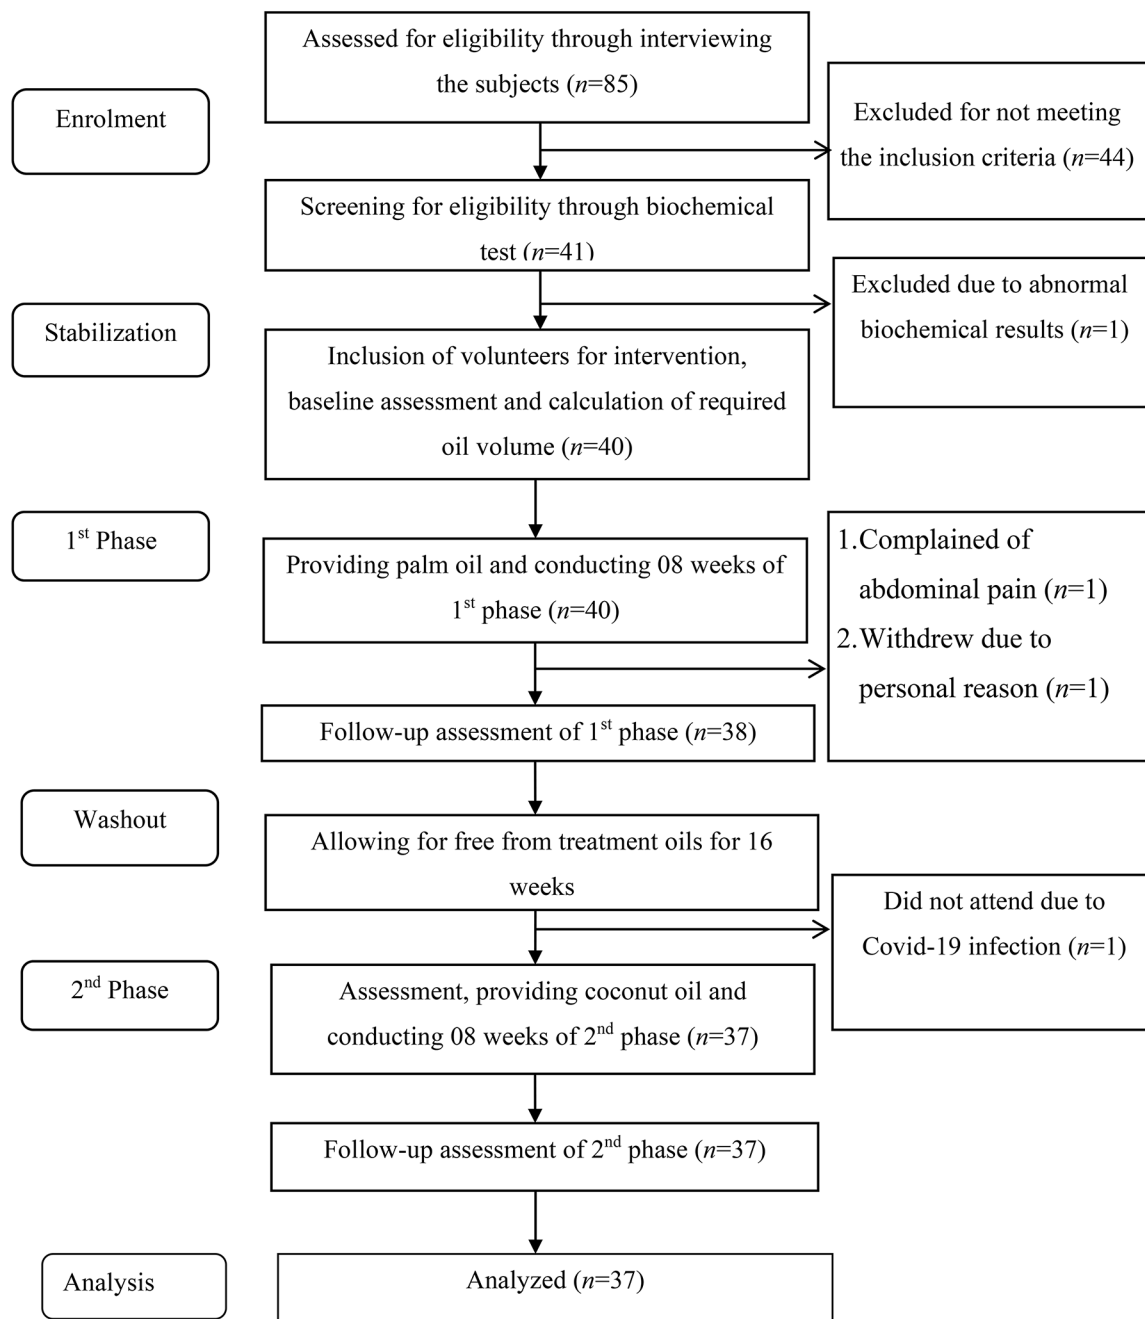 Assessed for eligibility through interviewing
the subjects (n=85)
Enrolment
Excluded for not meeting
the inclusion criteria (n=44)
Screening for eligibility through biochemical
test (n=41)
Excluded due to abnormal
biochemical results (n=1)
Stabilization
Inclusion of volunteers for intervention,
baseline assessment and calculation of required
oil volume (n=40)
1st Phase
Providing palm oil and conducting 08 weeks of
1st phase (n=40)
1.Complained of
abdominal pain (n=1)
2.Withdrew due to
personal reason (n=1)
Follow-up assessment of 1st phase (n=38)
Washout
Allowing for free from treatment oils for 16
weeks
Did not attend due to
Covid-19 infection (n=1)
2nd Phase
Assessment, providing coconut oil and
conducting 08 weeks of 2nd phase (n=37)
Follow-up assessment of 2nd phase (n=37)
Analysis
Analyzed (n=37)